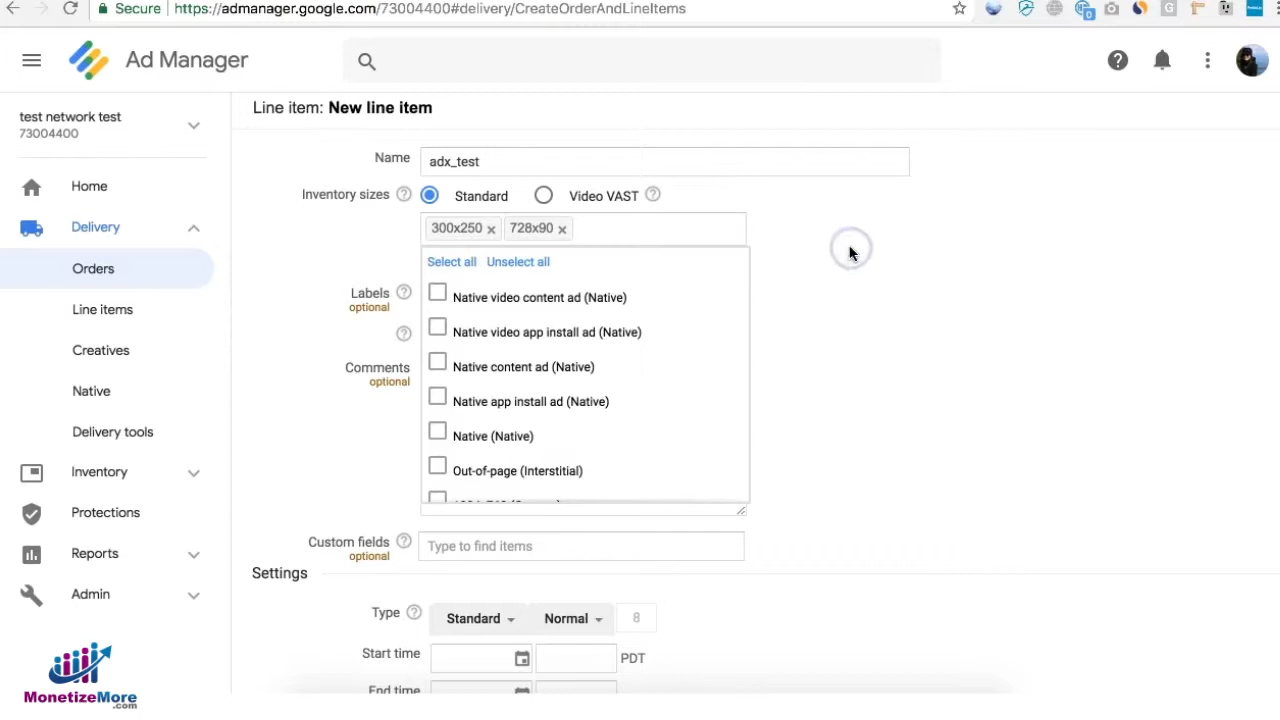 Secure https://admanager.google.com/73004400#delivery/CreateOrderAndLineItems
Ad Manager
test network test
73004400
Home
Delivery
Orders
Line items
Creatives
Native
Delivery tools
Inventory
Protections
Reports
Admin
MonetizeMore
.com
Line item: New line item
Name adx_test
Inventory sizes Standard Video VAST
300x250 × 728x90 ×
Select all Unselect all
Labels
optional
Comments
optional
Native video content ad (Native)
Native video app install ad (Native)
Native content ad (Native)
Native app install ad (Native)
Native (Native)
Out-of-page (Interstitial)
Custom fields Type to find items
optional
Settings
Type Standard Normal 8
Start time PDT
End time